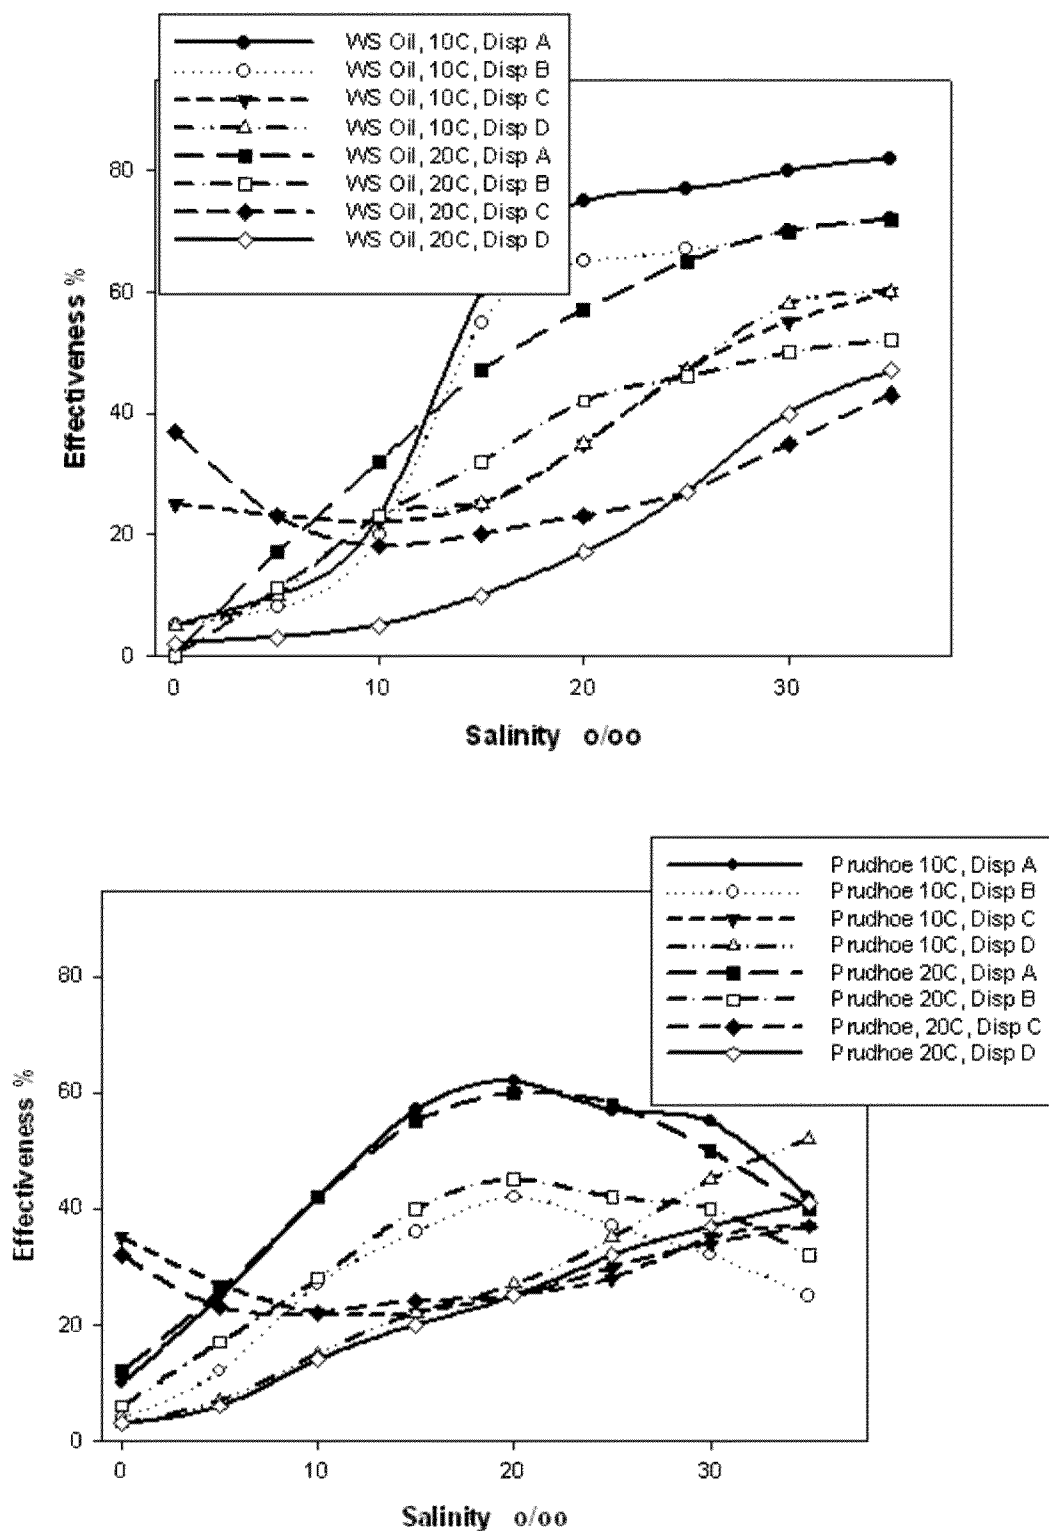 WS Oil, 10C, Disp A
WS Oil, 10C, Disp B
WS Oil, 10C, Disp C
WS Oil, 10C, Disp D
WS Oil, 20C, Disp A
WS Oil, 20C, Disp B
WS Oil, 20C, Disp C
WS Oil, 20C, Disp D
80
60
40
20
0
Effectiveness %
0 10 20 30
Salinity o/oo
Prudhoe 10C, Disp A
Prudhoe 10C, Disp B
Prudhoe 10C, Disp C
Prudhoe 10C, Disp D
Prudhoe 20C, Disp A
Prudhoe 20C, Disp B
Prudhoe, 20C, Disp C
Prudhoe 20C, Disp D
80
60
40
20
0
Effectiveness %
0 10 20 30
Salinity o/oo